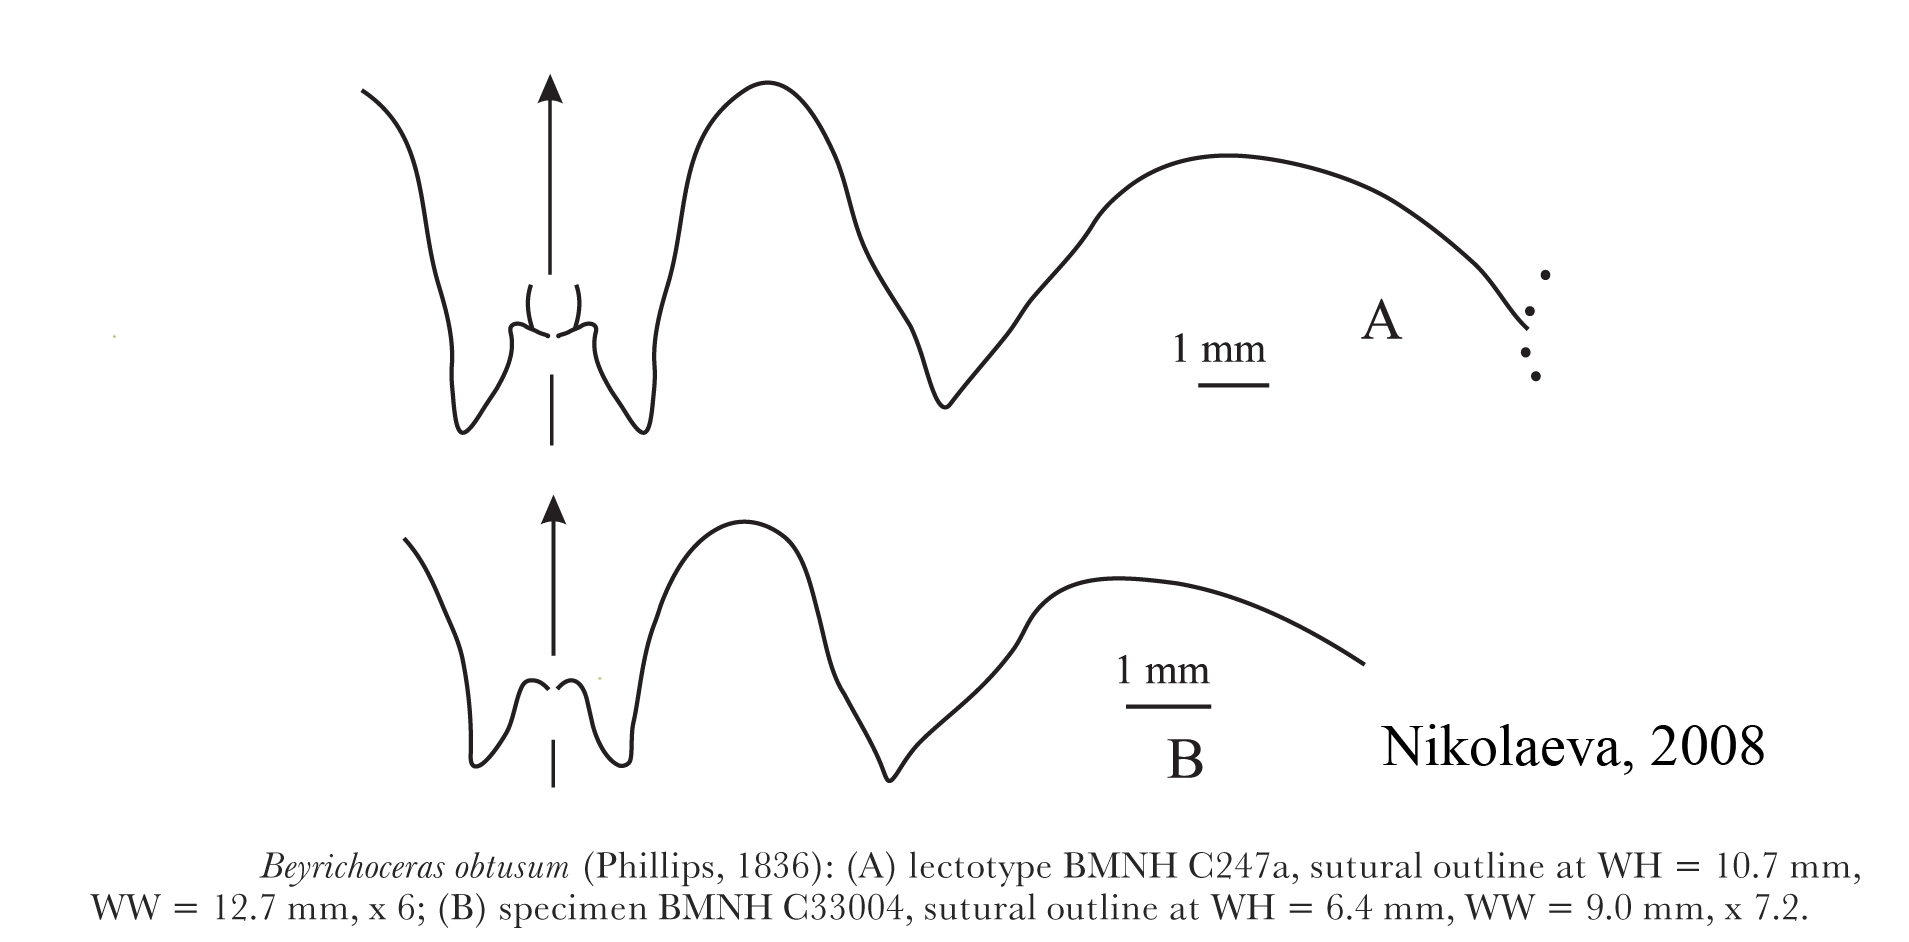 A
1 mm
1 mm
B
Nikolaeva, 2008
Beyrichoceras obtusum (Phillips, 1836): (A) lectotype BMNH C247a, sutural outline at WH = 10.7 mm,
WW = 12.7 mm, x 6; (B) specimen BMNH C33004, sutural outline at WH = 6.4 mm, WW = 9.0 mm, x 7.2.